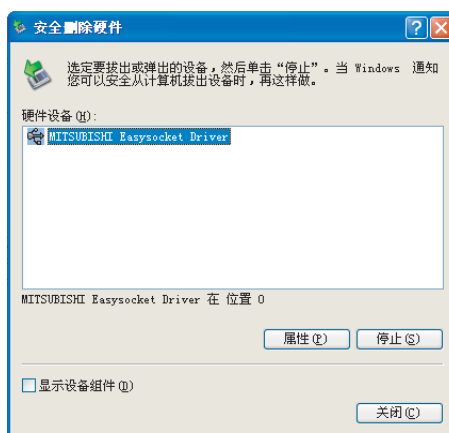 安全删除硬件
选定要拔出或弹出的设备，然后单击“停止”。当 Windows 通知
您可以安全从计算机拔出设备时，再这样做。
硬件设备(H):
MITSUBISHI Easysocket Driver
MITSUBISHI Easysocket Driver 在 位置 0
属性(P) 停止(S)
显示设备组件(D)
关闭(C)